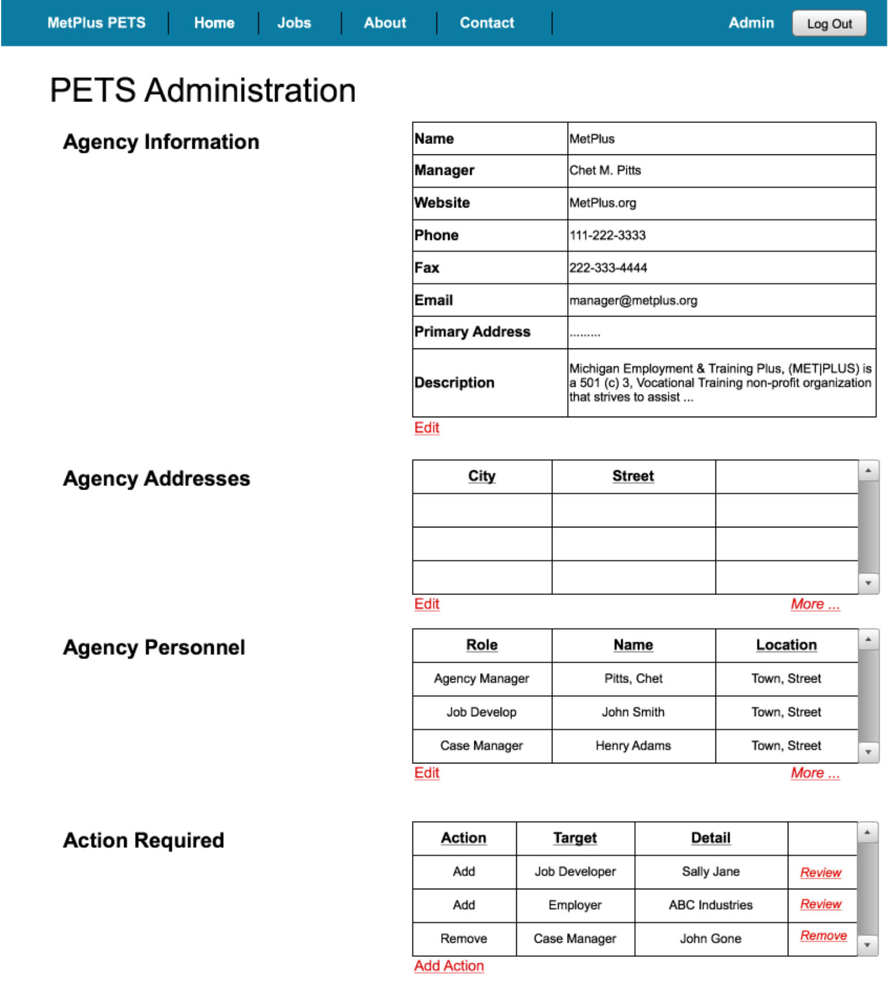 MetPlus PETS Home Jobs About Contact Admin Log Out
PETS Administration
Agency Information
Name MetPlus
Manager Chet M. Pitts
Website MetPlus.org
Phone 111-222-3333
Fax 222-333-4444
Email manager@metplus.org
Primary Address .........
Description Michigan Employment & Training Plus, (MET|PLUS) is
a 501 (c) 3, Vocational Training non-profit organization
that strives to assist ...
Edit
Agency Addresses
City Street
Edit More ...
Agency Personnel
Role Name Location
Agency Manager Pitts, Chet Town, Street
Job Develop John Smith Town, Street
Case Manager Henry Adams Town, Street
Edit More ...
Action Required
Action Target Detail
Add Job Developer Sally Jane Review
Add Employer ABC Industries Review
Remove Case Manager John Gone Remove
Add Action